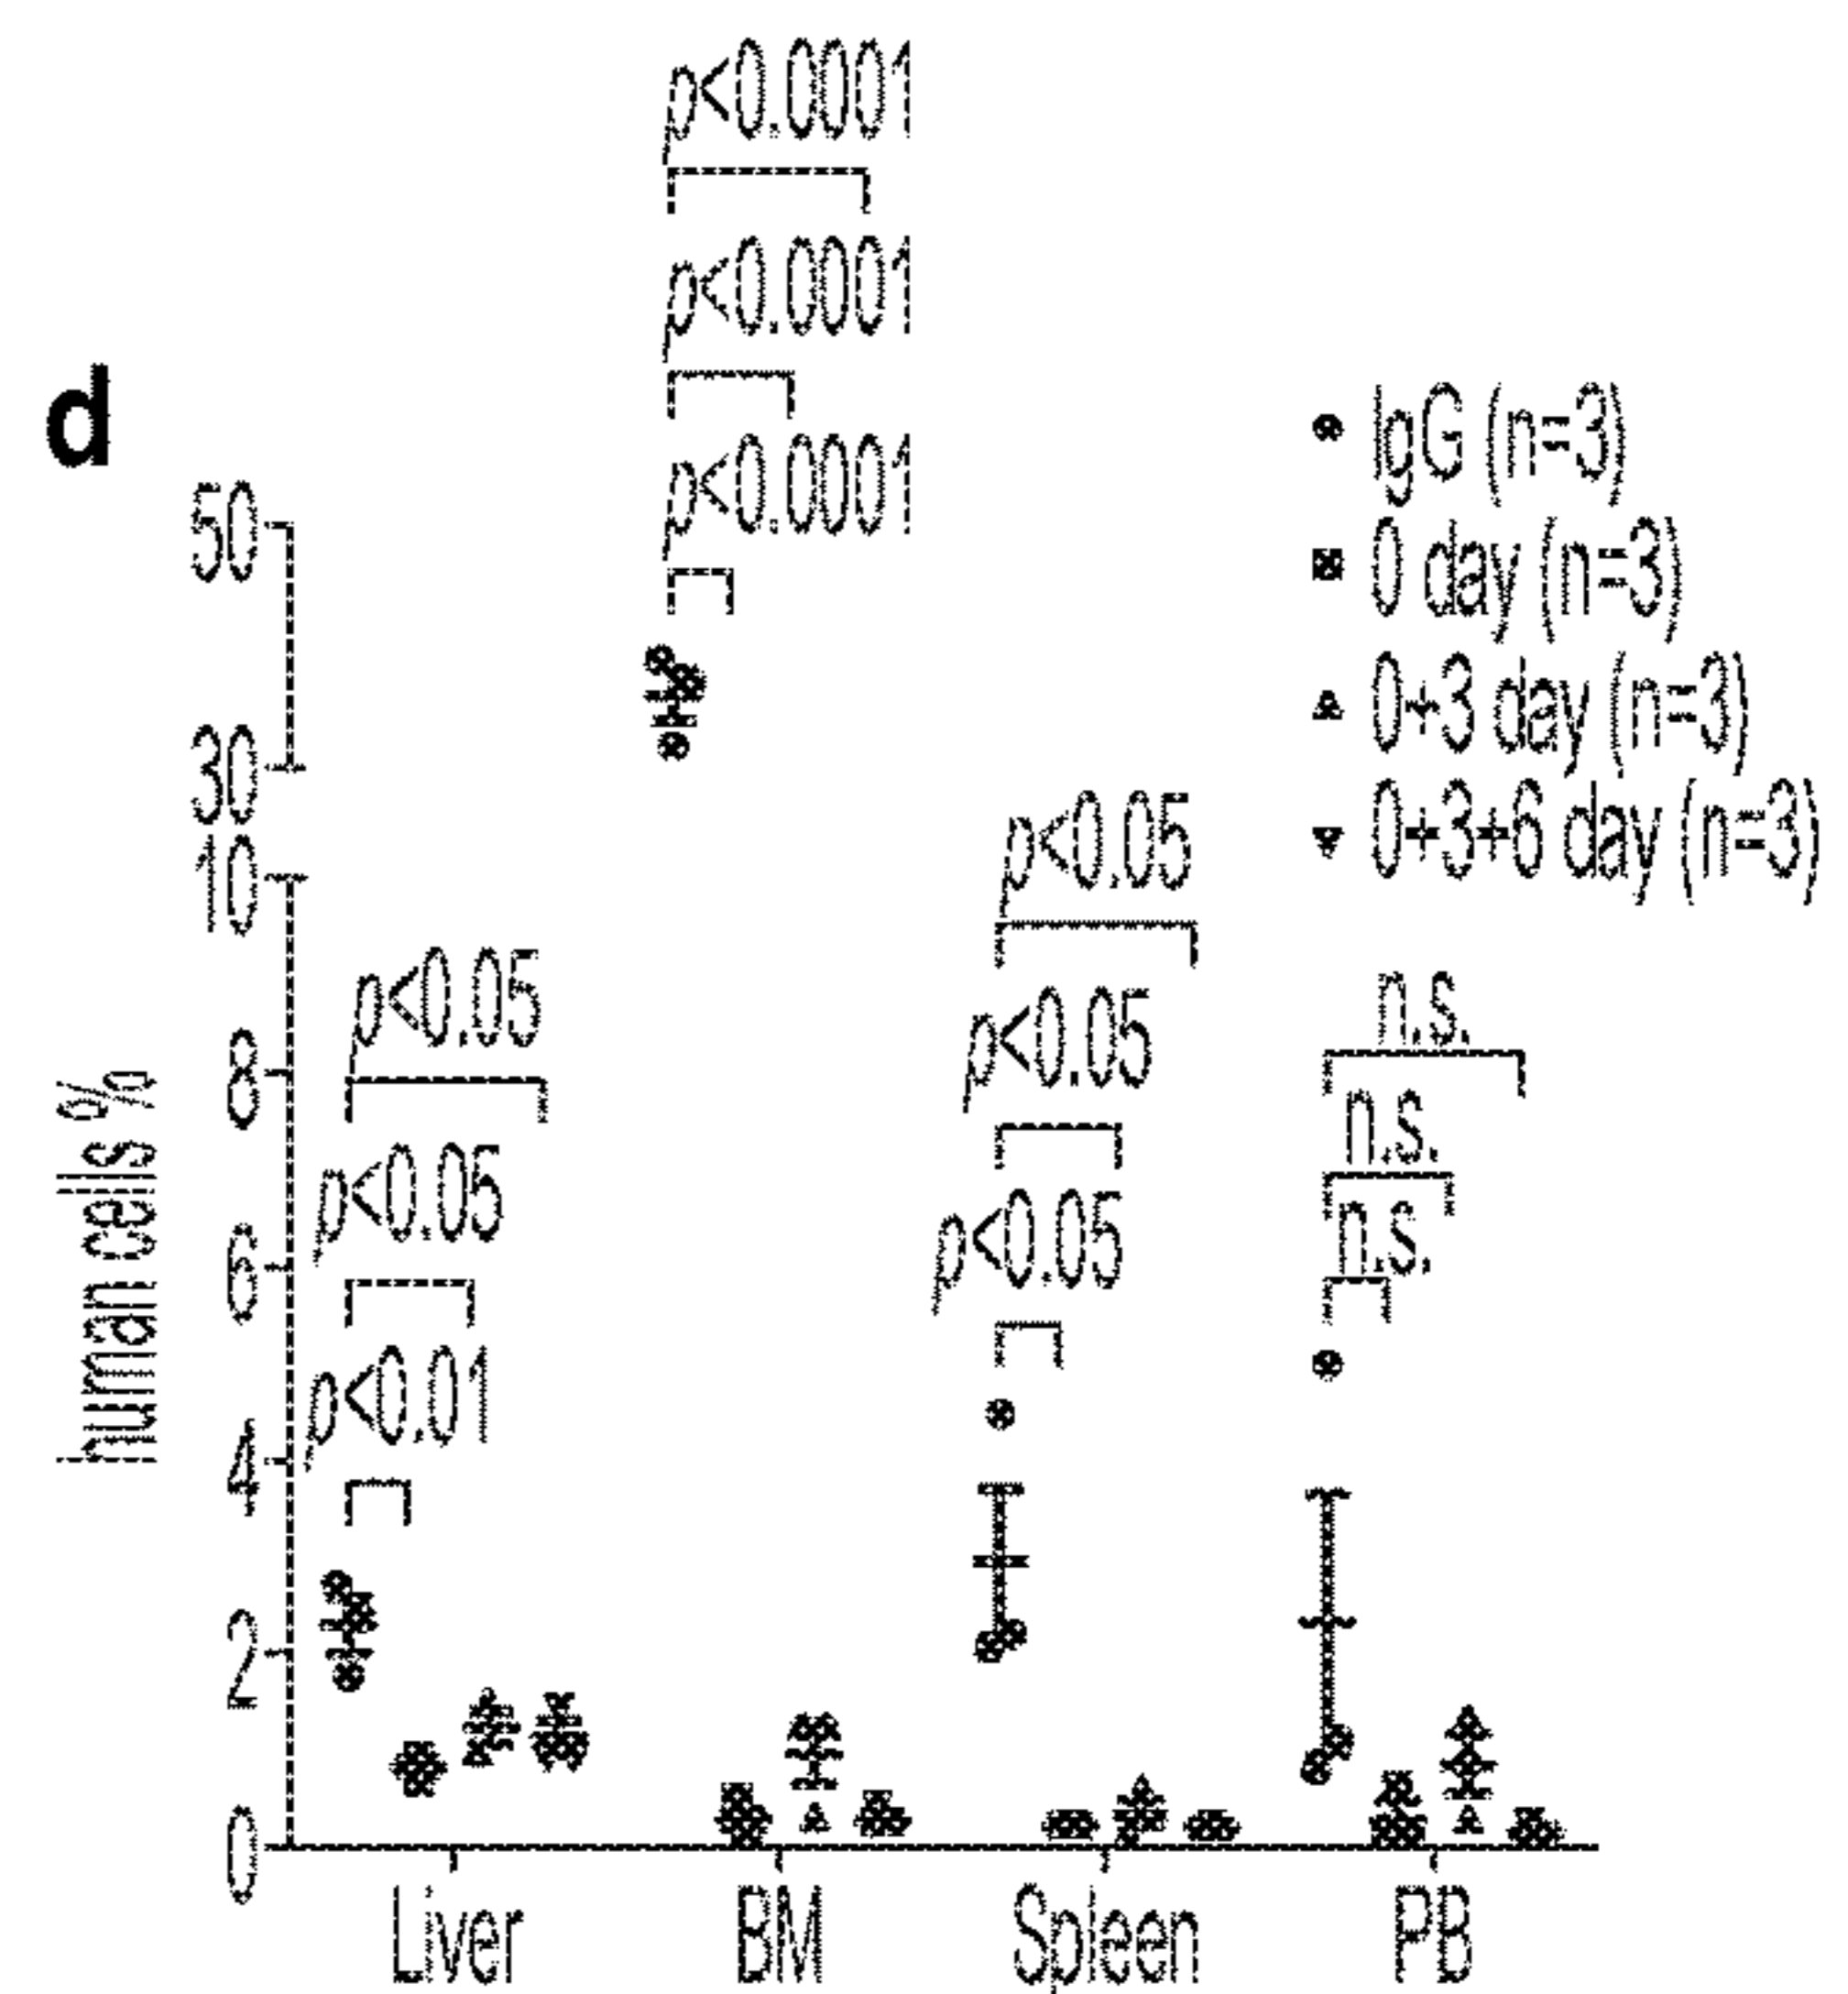 d
p<0.0001
p<0.0001
p<0.0001
IgG (n=3)
0 day (n=3)
0+3 day (n=3)
0+3+6 day (n=3)
50
30
10
8
6
4
2
0
human cells %
p<0.05
p<0.05
p<0.01
p<0.05
p<0.05
p<0.05
n.s.
n.s.
n.s.
Liver
BM
Spleen
PB